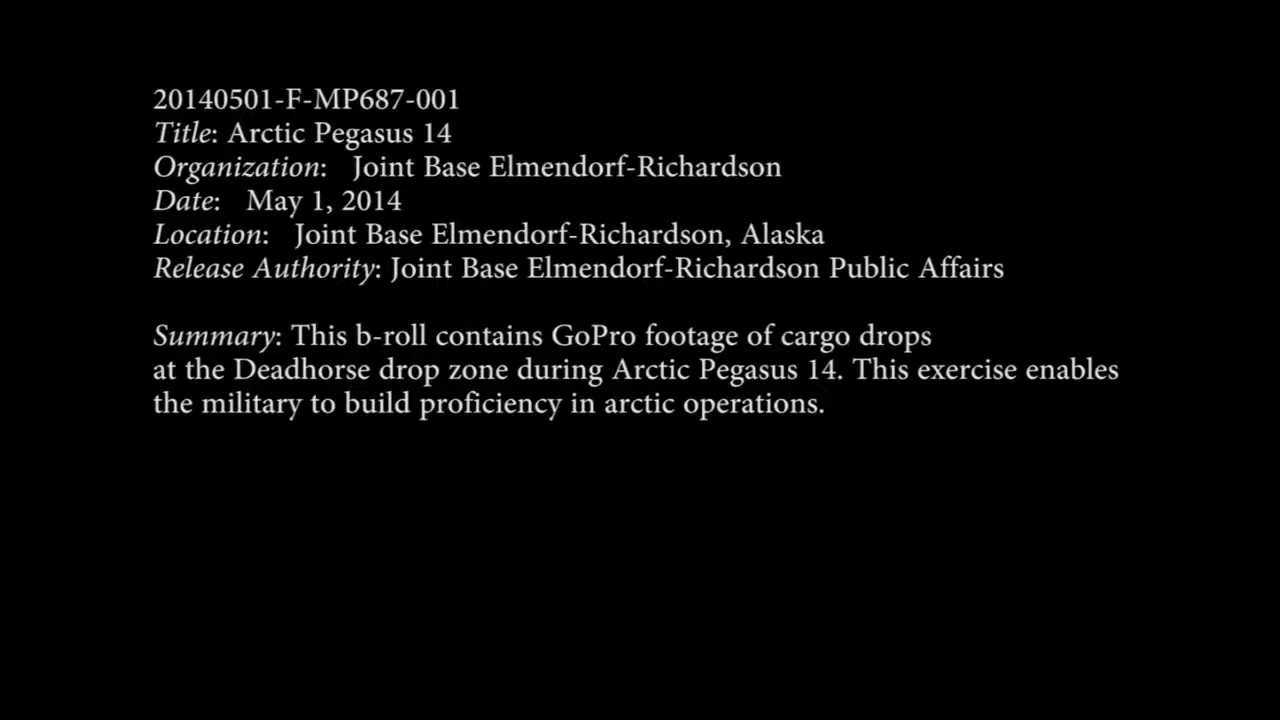 20140501-F-MP687-001
Title: Arctic Pegasus 14
Organization: Joint Base Elmendorf-Richardson
Date: May 1, 2014
Location: Joint Base Elmendorf-Richardson, Alaska
Release Authority: Joint Base Elmendorf-Richardson Public Affairs
Summary: This b-roll contains GoPro footage of cargo drops
at the Deadhorse drop zone during Arctic Pegasus 14. This exercise enables
the military to build proficiency in arctic operations.